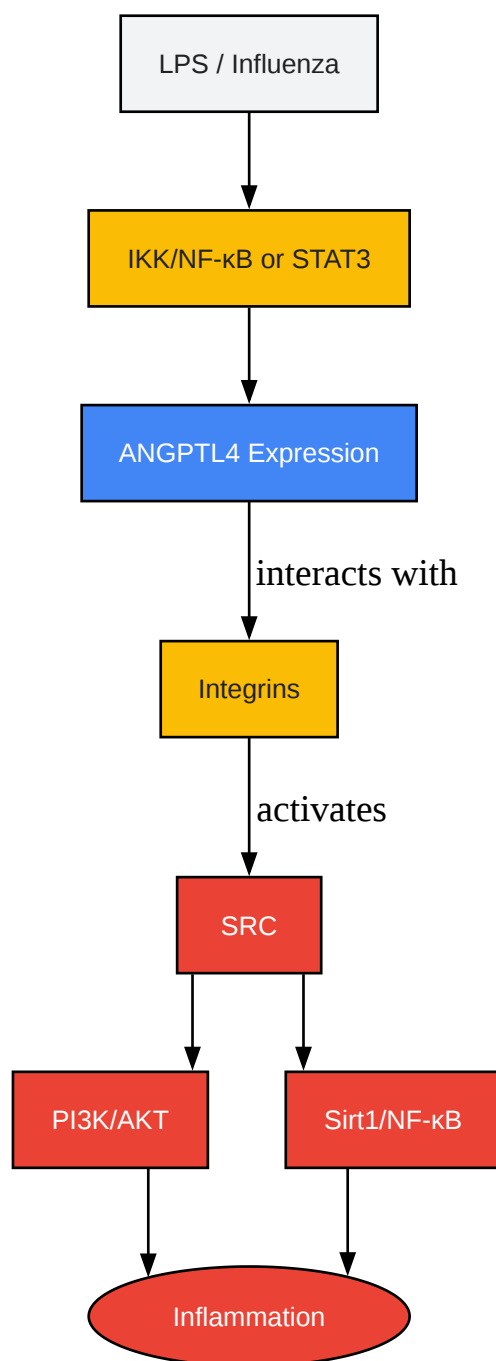 LPS / Influenza
IKK/NF-κB or STAT3
ANGPTL4 Expression
interacts with
Integrins
activates
SRC
PI3K/AKT
Sirt1/NF-κB
Inflammation